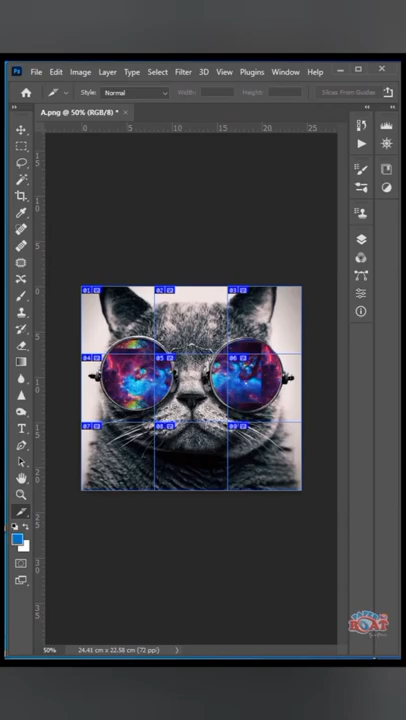 Ps File Edit Image Layer Type Select Filter 3D View Plugins Window Help
Style: Normal Width: Height: Slices From Guides
A.png @ 50% (RGB/8) *
0 5 10 15 20 25
01 02 03
04 05 06
07 08 09
50% 24.41 cm x 22.58 cm (72 ppi)
PAPER
BOAT